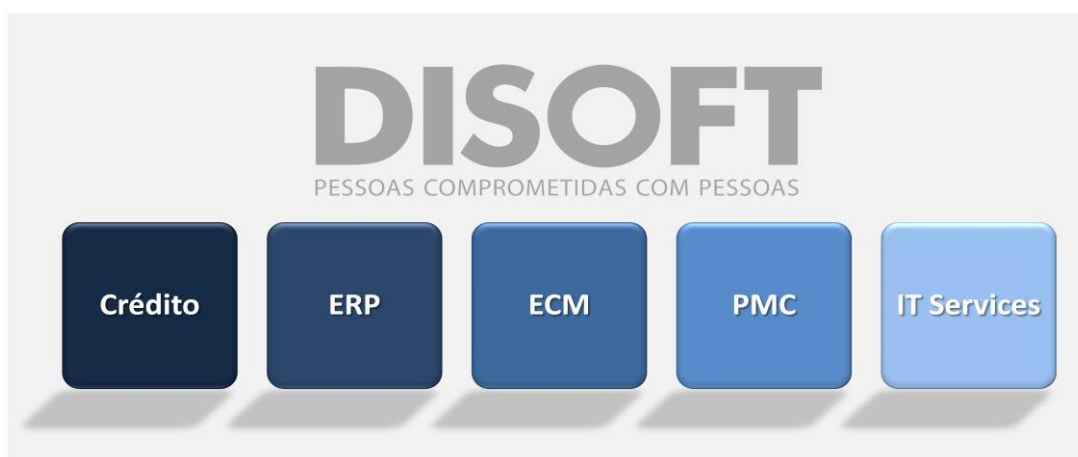 DISOFT
PESSOAS COMPROMETIDAS COM PESSOAS
Crédito
ERP
ECM
PMC
IT Services